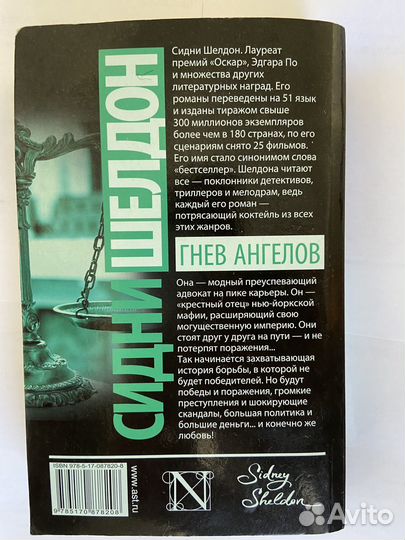 Сидни Шелдон. Лауреат
премий «Оскар», Эдгара По
и множества других
литературных наград. Его
романы переведены на 51 язык
и изданы тиражом свыше
300 миллионов экземпляров
более чем в 180 странах, по его
сценариям снято 25 фильмов.
Его имя стало синонимом слова
«бестселлер». Шелдона читают
все — поклонники детективов,
триллеров и мелодрам, ведь
каждый его роман —
потрясающий коктейль из всех
этих жанров.
СИДНИ ШЕЛДОН
ГНЕВ АНГЕЛОВ
Она — модный преуспевающий
адвокат на пике карьеры. Он —
«крестный отец» нью-йоркской
мафии, расширяющий свою
могущественную империю. Они
стоят друг у друга на пути — и
не потерпят поражения...
Так начинается захватывающая
история борьбы, в которой не
будет победителей. Но будут
победы и поражения, громкие
преступления и шокирующие
скандалы, большая политика и
большие деньги... и конечно же
любовь!
www.ast.ru
ISBN 978-5-17-087820-8
9785170878208
N
Sidney
Sheldon
Avito